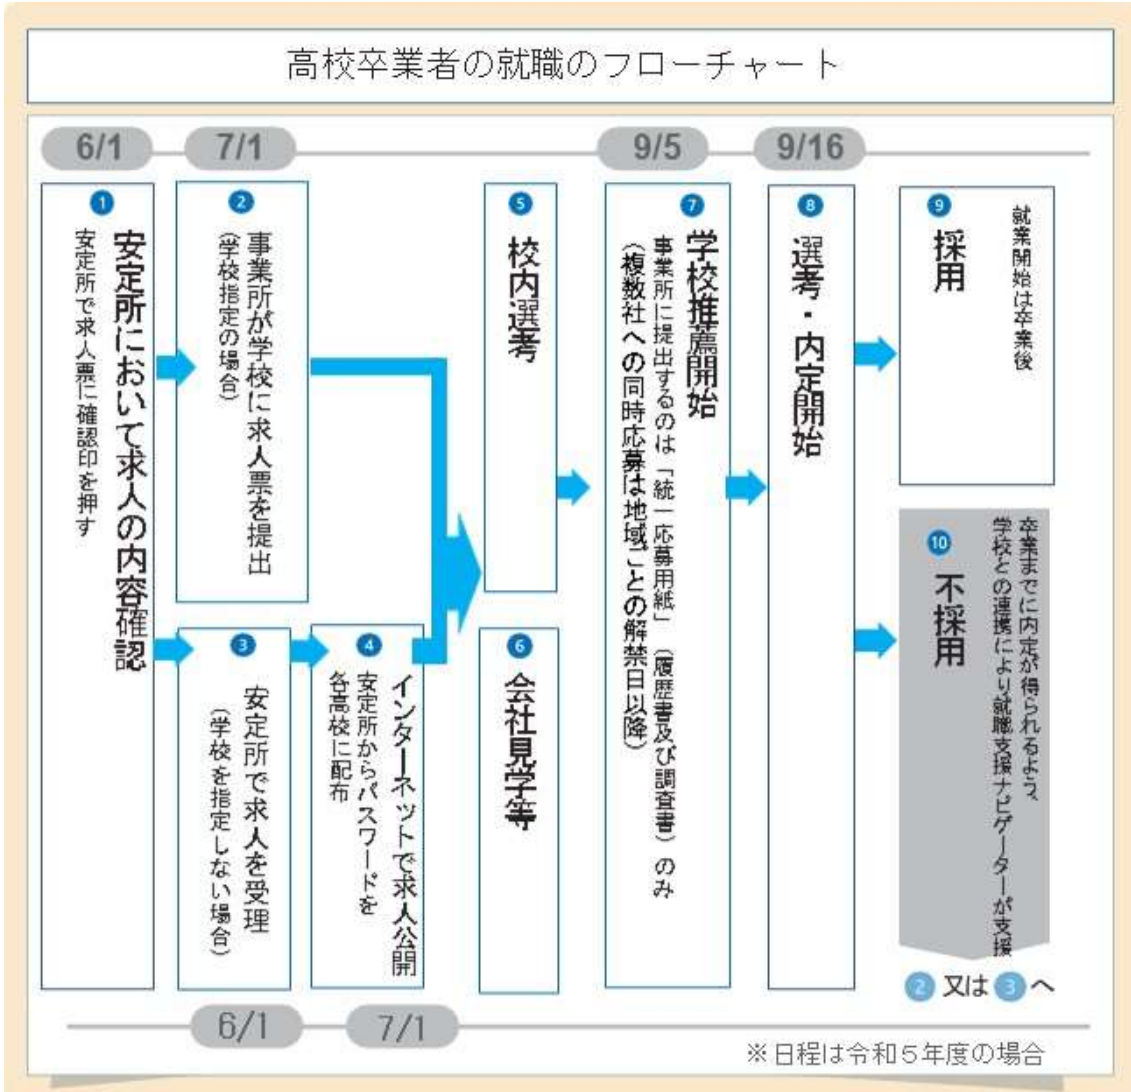 高校卒業者の就職のフローチャート
6/1
7/1
9/5
9/16
1
安定所において求人の内容確認
安定所で求人票に確認印を押す
2
事業所が学校に求人票を提出
（学校指定の場合）
3
安定所で求人を受理
（学校を指定しない場合）
4
インターネットで求人公開
安定所からパスワードを
各高校に配布
5
校内選考
6
会社見学等
7
学校推薦開始
事業所に提出するのは「統一応募用紙」（履歴書及び調査書）のみ
（複数社への同時応募は地域ごとの解禁日以降）
8
選考・内定開始
9
採用
就業開始は卒業後
10
不採用
卒業までに内定が得られるよう、
学校との連携により就職支援ナビゲーターが支援
2又は3へ
6/1
7/1
※日程は令和５年度の場合